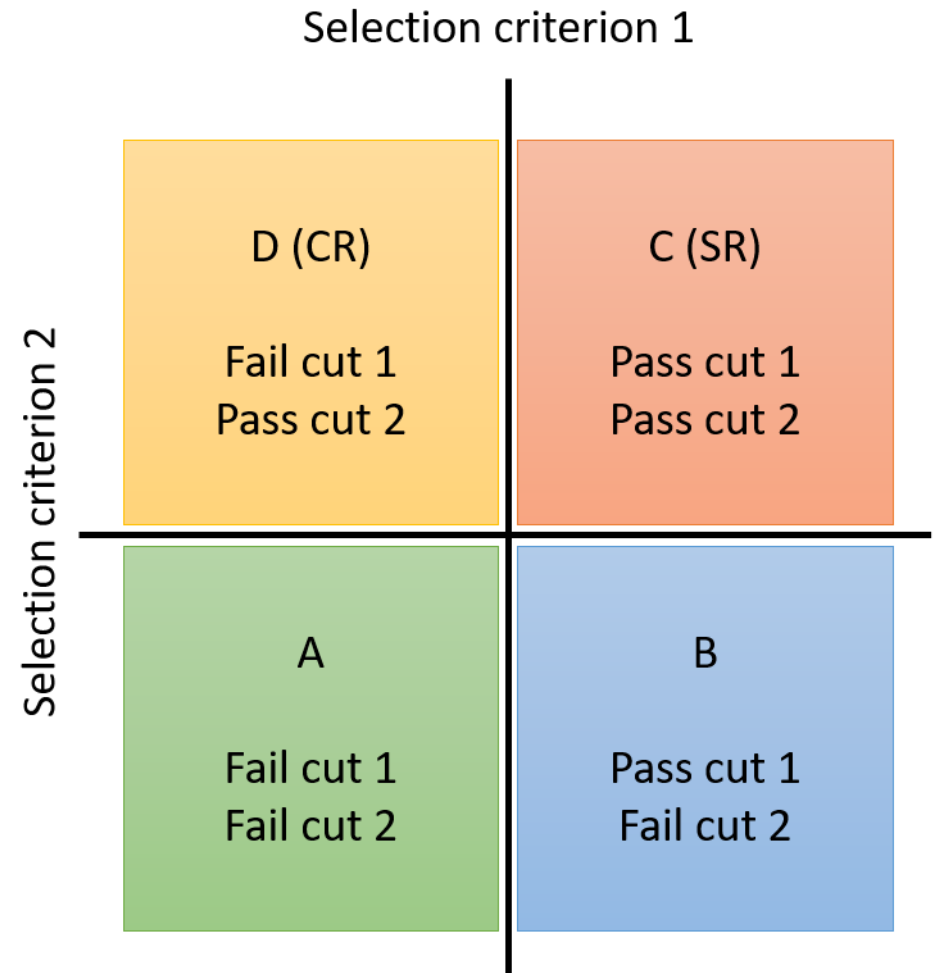 Selection criterion 1
Selection criterion 2
D (CR)
Fail cut 1
Pass cut 2
C (SR)
Pass cut 1
Pass cut 2
A
Fail cut 1
Fail cut 2
B
Pass cut 1
Fail cut 2